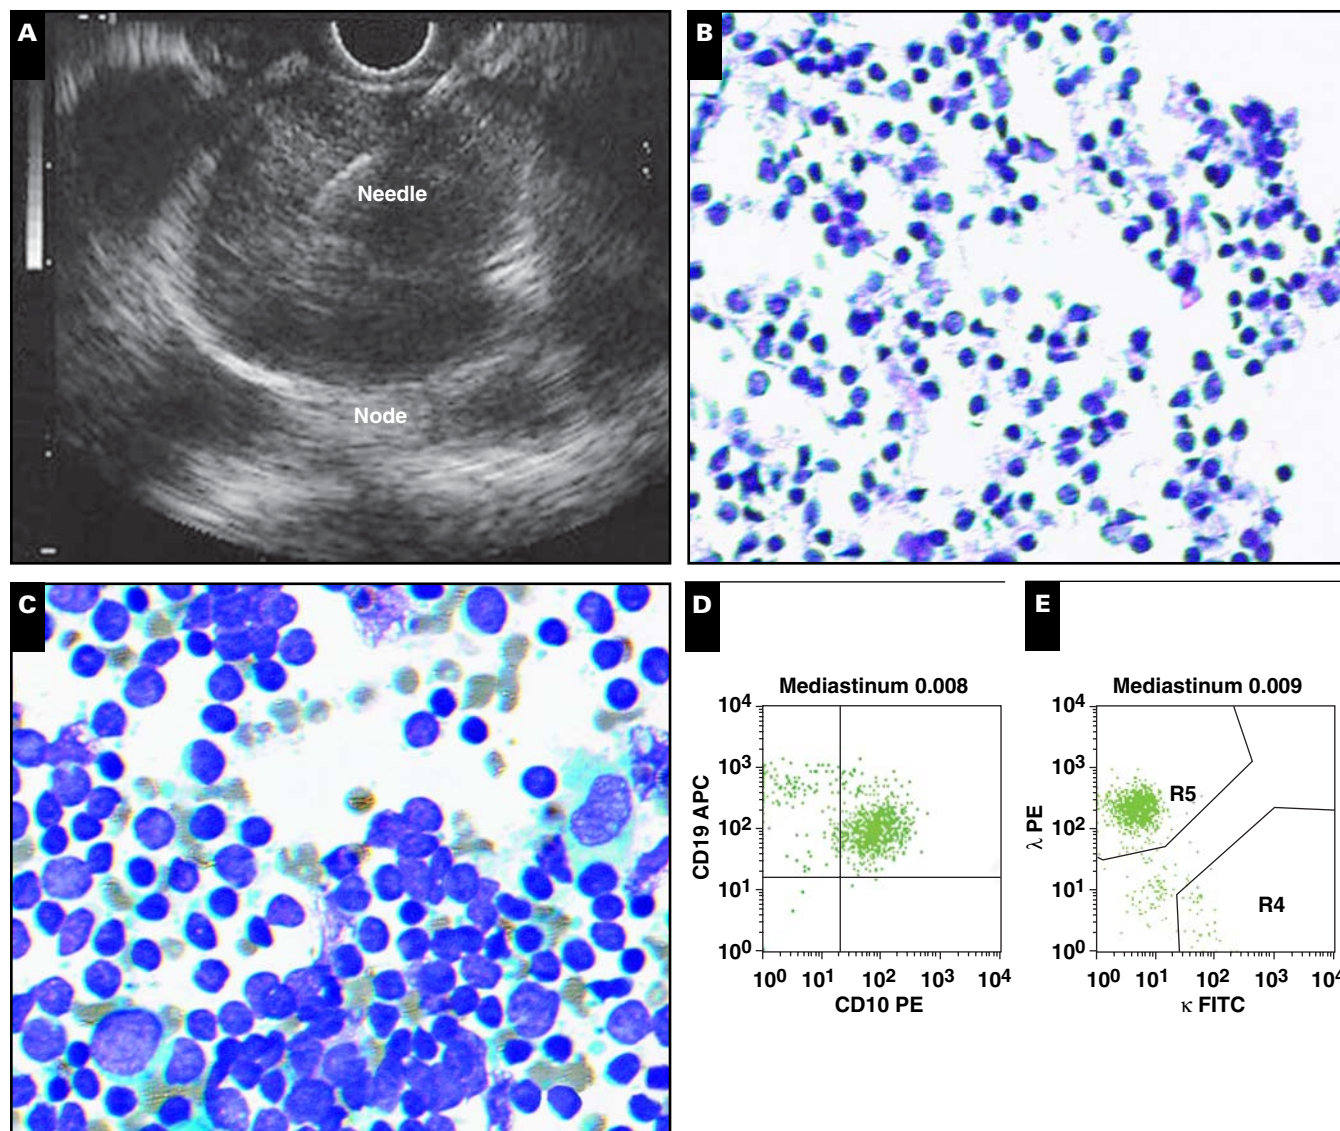 A
Needle
Node
B
C
D
Mediastinum 0.008
10⁴
10³
10²
10¹
10⁰
CD19 APC
10⁰ 10¹ 10² 10³ 10⁴
CD10 PE
E
Mediastinum 0.009
10⁴
10³
10²
10¹
10⁰
λ PE
R5
R4
10⁰ 10¹ 10² 10³ 10⁴
κ FITC